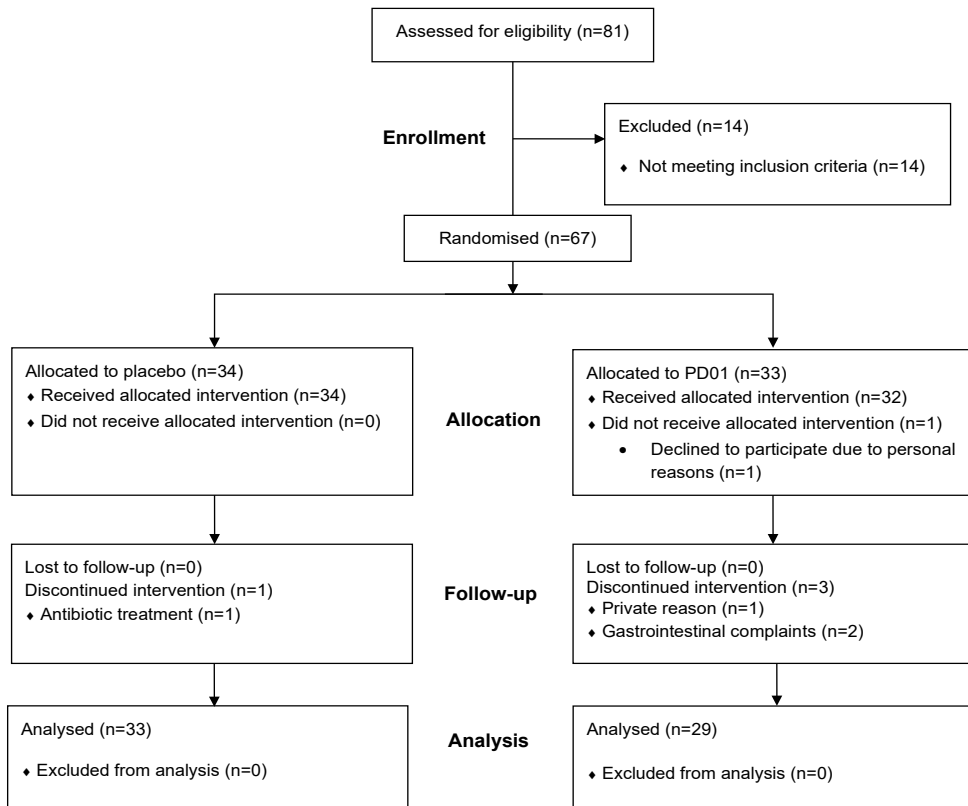 Assessed for eligibility (n=81)
Enrollment
Excluded (n=14)
♦ Not meeting inclusion criteria (n=14)
Randomised (n=67)
Allocated to placebo (n=34)
♦ Received allocated intervention (n=34)
♦ Did not receive allocated intervention (n=0)
Allocation
Allocated to PD01 (n=33)
♦ Received allocated intervention (n=32)
♦ Did not receive allocated intervention (n=1)
• Declined to participate due to personal
reasons (n=1)
Lost to follow-up (n=0)
Discontinued intervention (n=1)
♦ Antibiotic treatment (n=1)
Follow-up
Lost to follow-up (n=0)
Discontinued intervention (n=3)
♦ Private reason (n=1)
♦ Gastrointestinal complaints (n=2)
Analysed (n=33)
♦ Excluded from analysis (n=0)
Analysis
Analysed (n=29)
♦ Excluded from analysis (n=0)